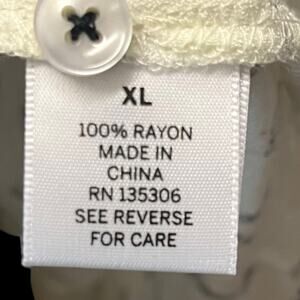 XL
100% RAYON
MADE IN
CHINA
RN 135306
SEE REVERSE
FOR CARE